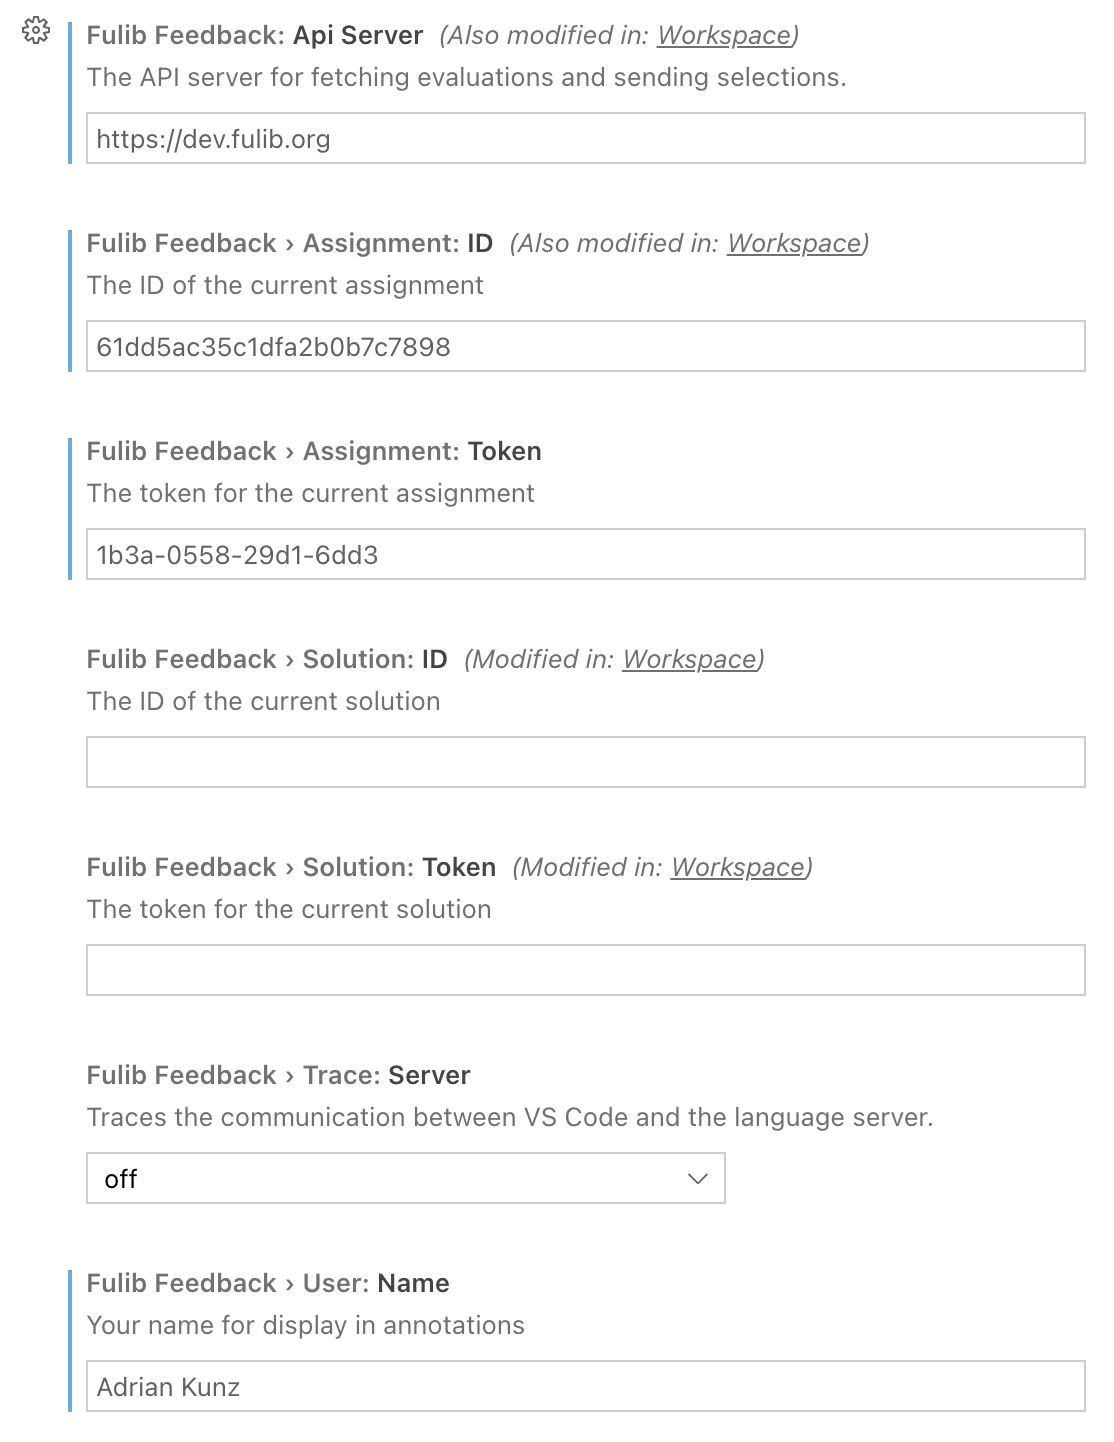 Fulib Feedback: Api Server (Also modified in: Workspace)
The API server for fetching evaluations and sending selections.
https://dev.fulib.org
Fulib Feedback › Assignment: ID (Also modified in: Workspace)
The ID of the current assignment
61dd5ac35c1dfa2b0b7c7898
Fulib Feedback › Assignment: Token
The token for the current assignment
1b3a-0558-29d1-6dd3
Fulib Feedback › Solution: ID (Modified in: Workspace)
The ID of the current solution
Fulib Feedback › Solution: Token (Modified in: Workspace)
The token for the current solution
Fulib Feedback › Trace: Server
Traces the communication between VS Code and the language server.
off
Fulib Feedback › User: Name
Your name for display in annotations
Adrian Kunz